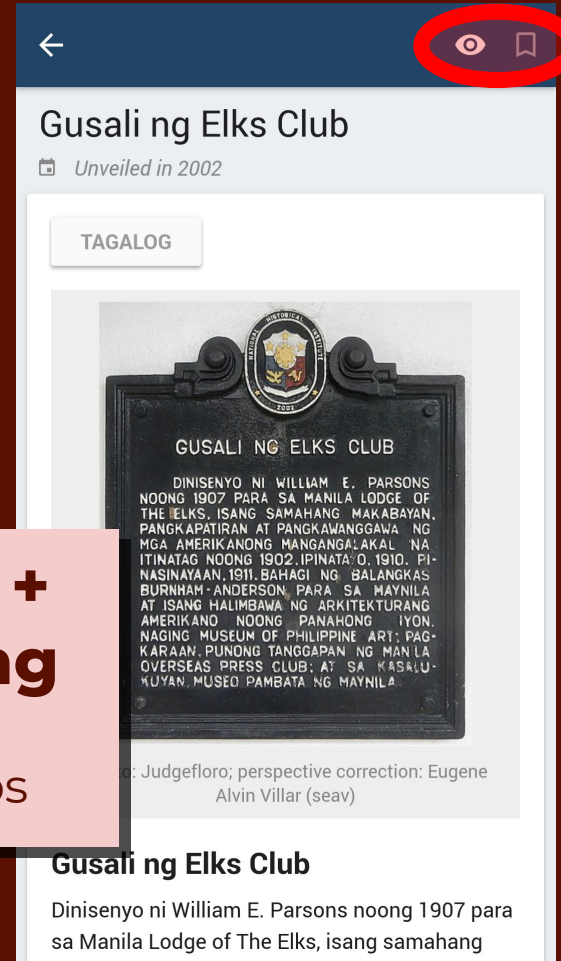 Gusali ng Elks Club
Unveiled in 2002
TAGALOG
NATIONAL HISTORICAL INSTITUTE
GUSALI NG ELKS CLUB
DINISENYO NI WILLIAM E. PARSONS
NOONG 1907 PARA SA MANILA LODGE OF
THE ELKS, ISANG SAMAHANG MAKABAYAN,
PANGKAPATIRAN AT PANGKAWANGGAWA NG
MGA AMERIKANONG MANGANGALAKAL NA
ITINATAG NOONG 1902. IPINATAYO, 1910. PI-
NASINAYAAN, 1911. BAHAGI NG BALANGKAS
BURNHAM-ANDERSON PARA SA MAYNILA
AT ISANG HALIMBAWA NG ARKITEKTURANG
AMERIKANO NOONG PANAHONG IYON.
NAGING MUSEUM OF PHILIPPINE ART; PAG-
KARAAN, PUNONG TANGGAPAN NG MANILA
OVERSEAS PRESS CLUB; AT SA KASALU-
KUYAN, MUSEO PAMBATA NG MAYNILA.
+
ng
os
o: Judgefloro; perspective correction: Eugene
Alvin Villar (seav)
Gusali ng Elks Club
Dinisenyo ni William E. Parsons noong 1907 para
sa Manila Lodge of The Elks, isang samahang